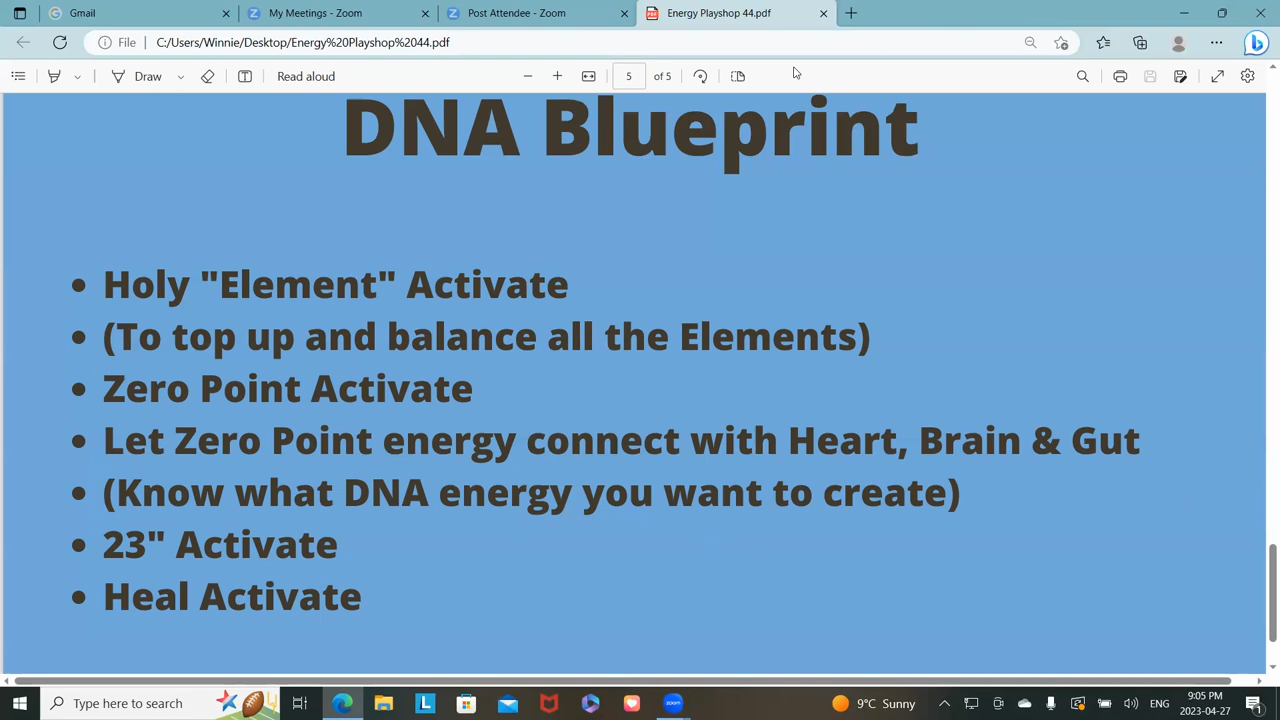 Gmail
My Meetings - Zoom
Post Attendee - Zoom
Energy Playshop 44.pdf
File
C:/Users/Winnie/Desktop/Energy%20Playshop%2044.pdf
Draw
Read aloud
5
of 5
DNA Blueprint
• Holy "Element" Activate
• (To top up and balance all the Elements)
• Zero Point Activate
• Let Zero Point energy connect with Heart, Brain & Gut
• (Know what DNA energy you want to create)
• 23" Activate
• Heal Activate
Type here to search
9°C Sunny
ENG
9:05 PM
2023-04-27